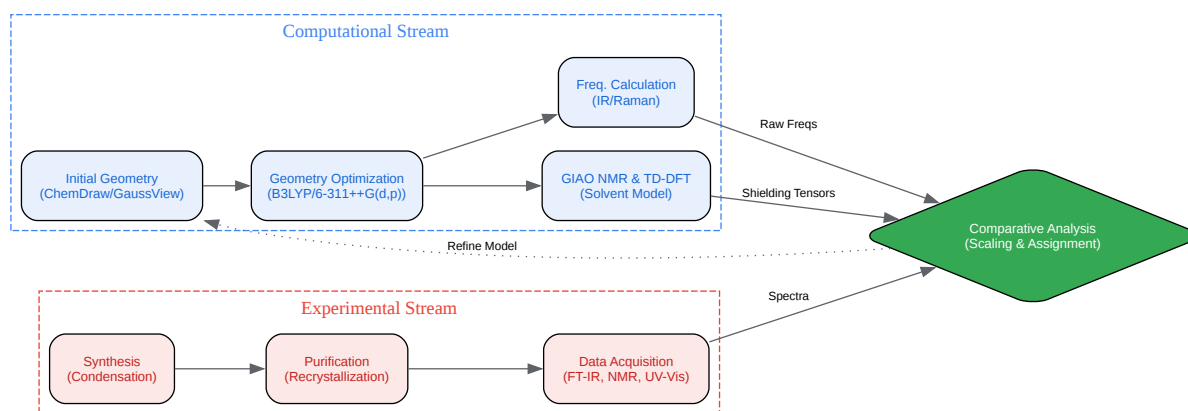 Computational Stream
Freq. Calculation
(IR/Raman)
Raw Freqs
Initial Geometry
(ChemDraw/GaussView)
Geometry Optimization
(B3LYP/6-311++G(d,p))
GIAO NMR & TD-DFT
(Solvent Model)
Shielding Tensors
Comparative Analysis
(Scaling & Assignment)
Refine Model
Experimental Stream
Spectra
Synthesis
(Condensation)
Purification
(Recrystallization)
Data Acquisition
(FT-IR, NMR, UV-Vis)